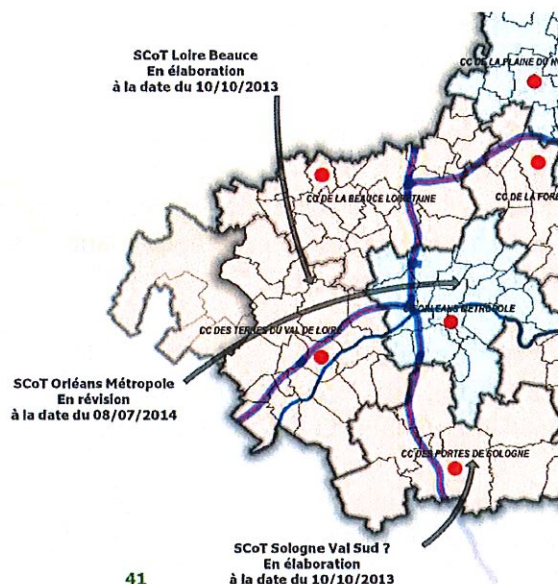 SCoT Loire Beauce
En élaboration
à la date du 10/10/2013
CC DE LA PLAINE DU N
CC DE LA BEAUCE LOIRETAINE
CC DE LA FOR
ORLEANS METROPOLE
CC DES TERRES DU VAL DE LOIRE
SCoT Orléans Métropole
En révision
à la date du 08/07/2014
CC DES PORTES DE SOLOGNE
SCoT Sologne Val Sud ?
En élaboration
à la date du 10/10/2013
41